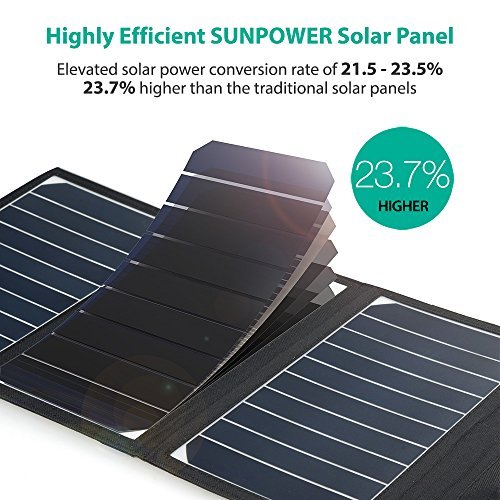 Highly Efficient SUNPOWER Solar Panel
Elevated solar power conversion rate of 21.5 - 23.5%
23.7% higher than the traditional solar panels
23.7%
HIGHER